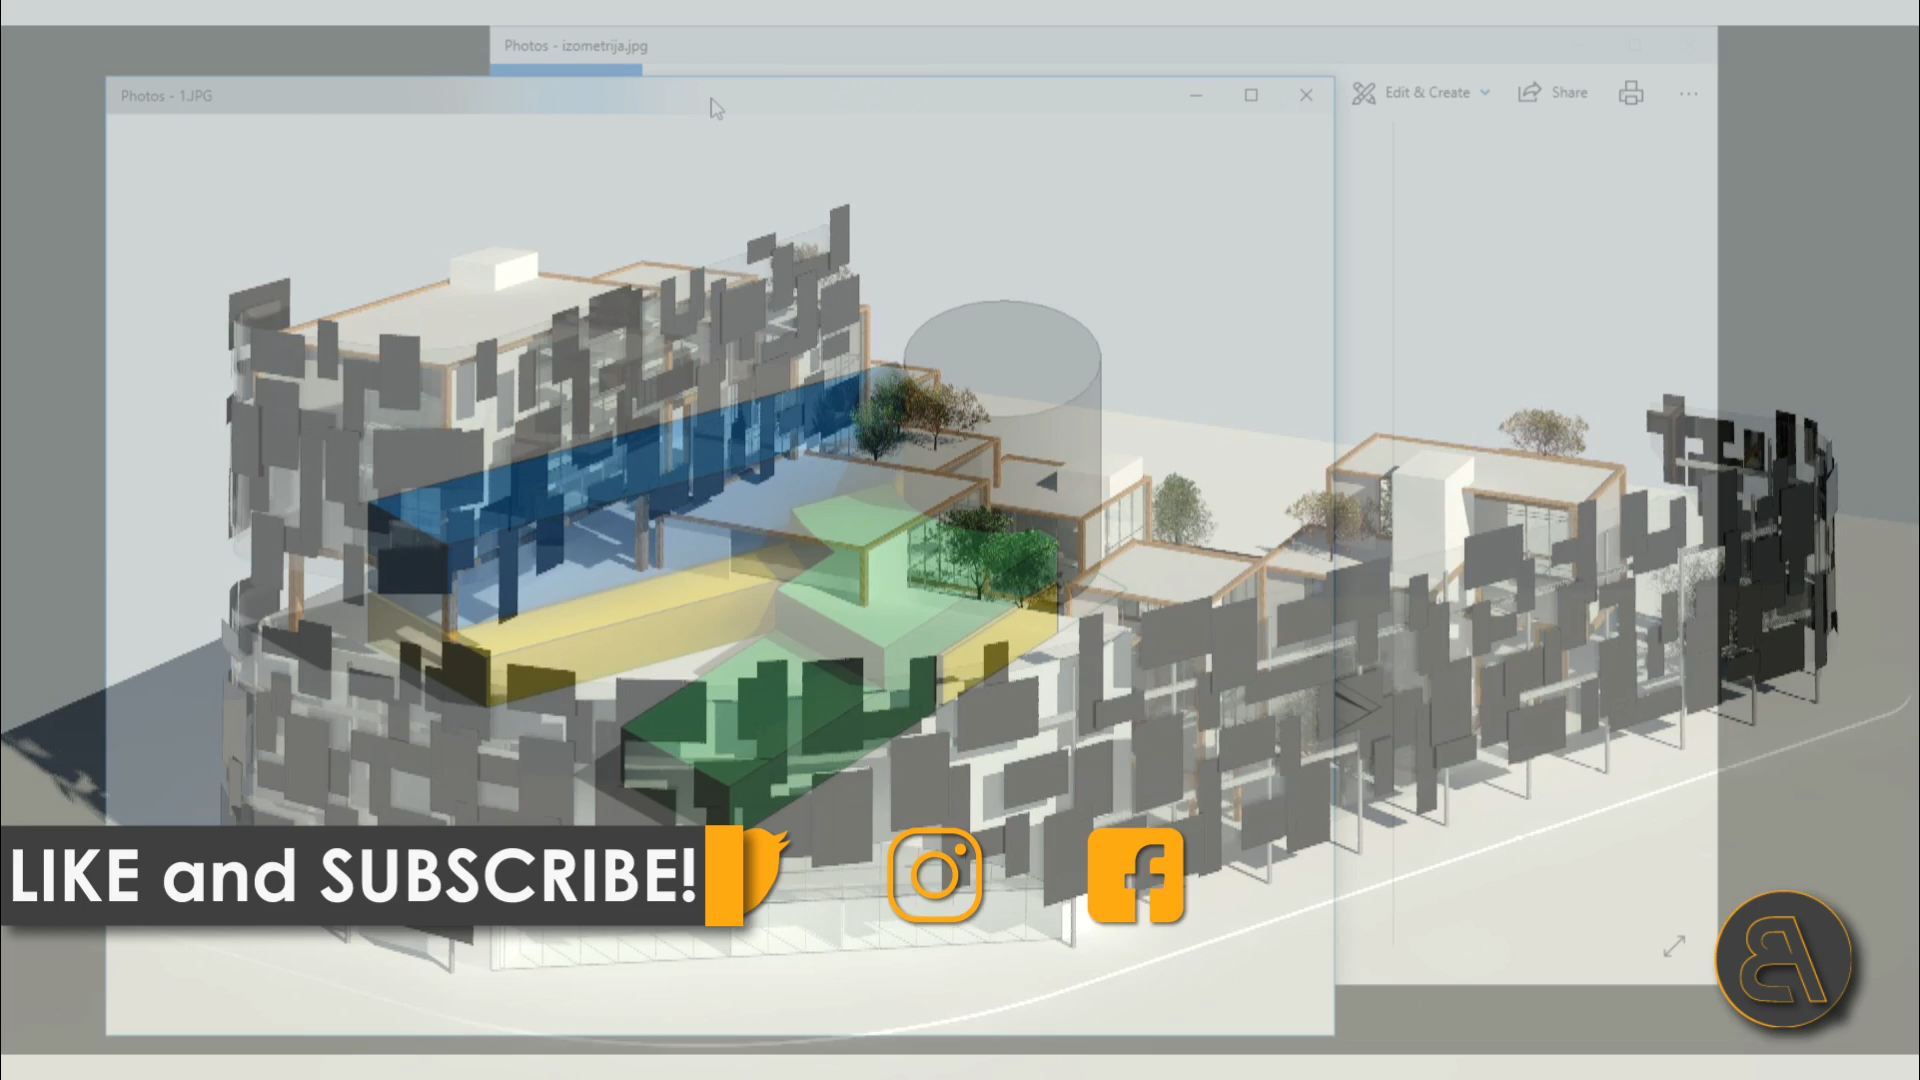 Photos - izometrija.jpg
Photos - 1.JPG
Edit & Create
Share
LIKE and SUBSCRIBE!